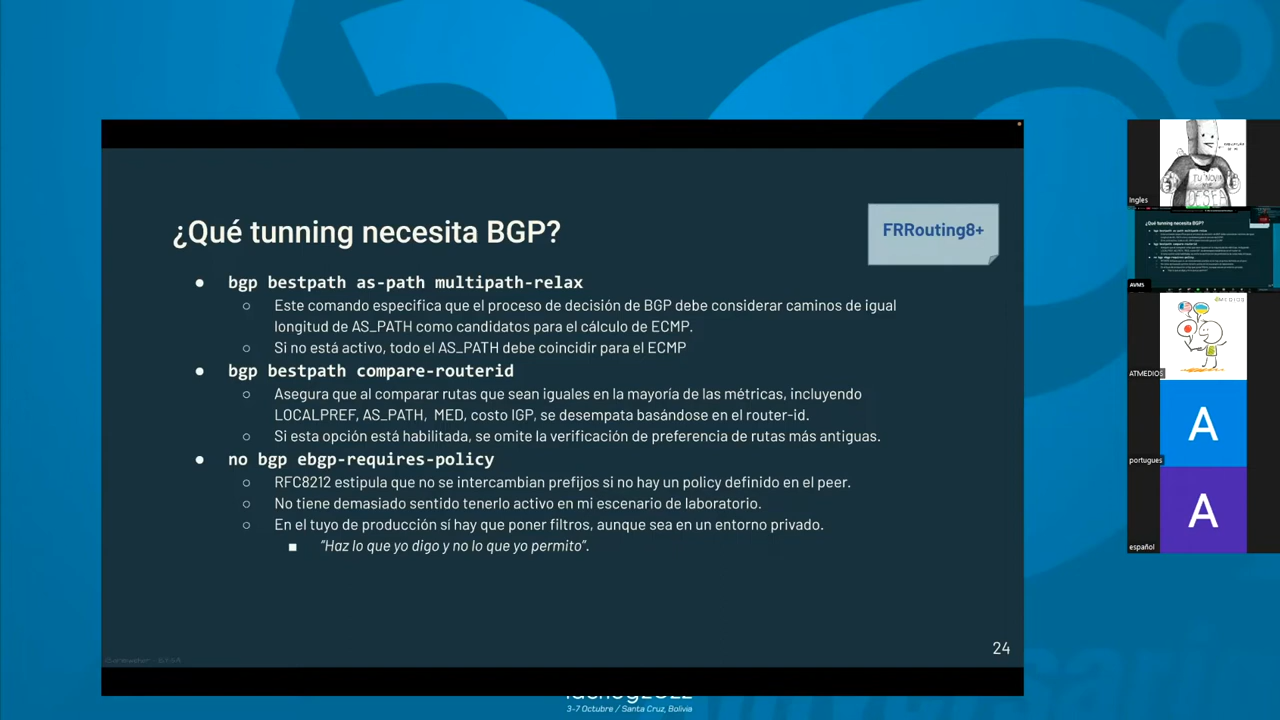 ¿Qué tunning necesita BGP?
FRRouting8+
● bgp bestpath as-path multipath-relax
○ Este comando especifica que el proceso de decisión de BGP debe considerar caminos de igual
longitud de AS_PATH como candidatos para el cálculo de ECMP.
○ Si no está activo, todo el AS_PATH debe coincidir para el ECMP
● bgp bestpath compare-routerid
○ Asegura que al comparar rutas que sean iguales en la mayoría de las métricas, incluyendo
LOCALPREF, AS_PATH, MED, costo IGP, se desempata basándose en el router-id.
○ Si esta opción está habilitada, se omite la verificación de preferencia de rutas más antiguas.
● no bgp ebgp-requires-policy
○ RFC8212 estipula que no se intercambian prefijos si no hay un policy definido en el peer.
○ No tiene demasiado sentido tenerlo activo en mi escenario de laboratorio.
○ En el tuyo de producción sí hay que poner filtros, aunque sea en un entorno privado.
■ "Haz lo que yo digo y no lo que yo permito".
24
3-7 Octubre / Santa Cruz, Bolivia
Ingles
¿Qué tunning necesita BGP?
AVMS
ATMEDIOS
A
portugues
A
español